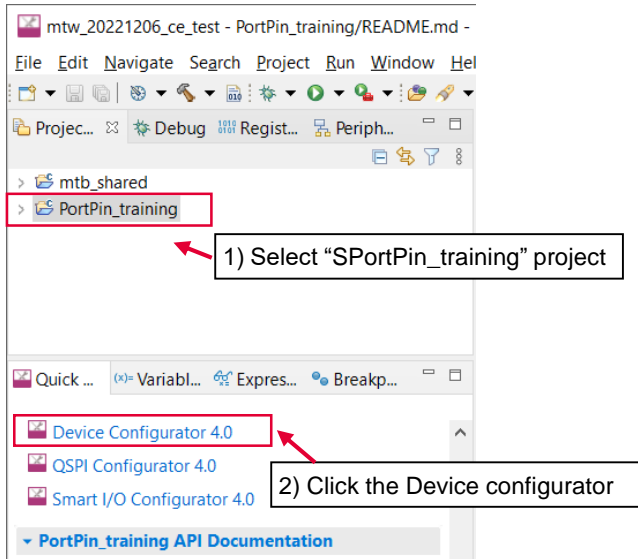 mtw_20221206_ce_test - PortPin_training/README.md -
File Edit Navigate Search Project Run Window Hel
Projec... Debug Regist... Periph...
mtb_shared
PortPin_training
1) Select “SPortPin_training” project
Quick ... (x)= Variabl... Expres... Breakp...
Device Configurator 4.0
QSPI Configurator 4.0
Smart I/O Configurator 4.0
2) Click the Device configurator
PortPin_training API Documentation